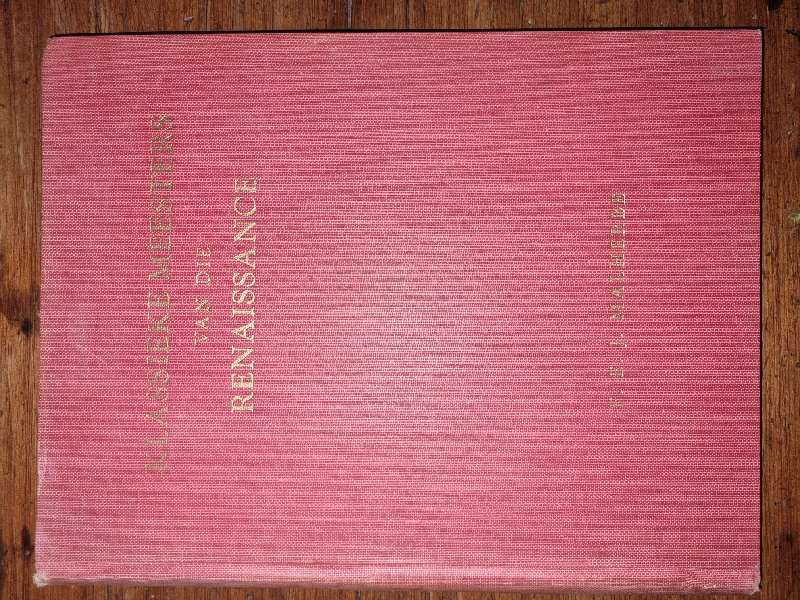 KLASSIEKE MEESTERS
VAN DIE
RENAISSANCE
F. E. J. MALHERBE